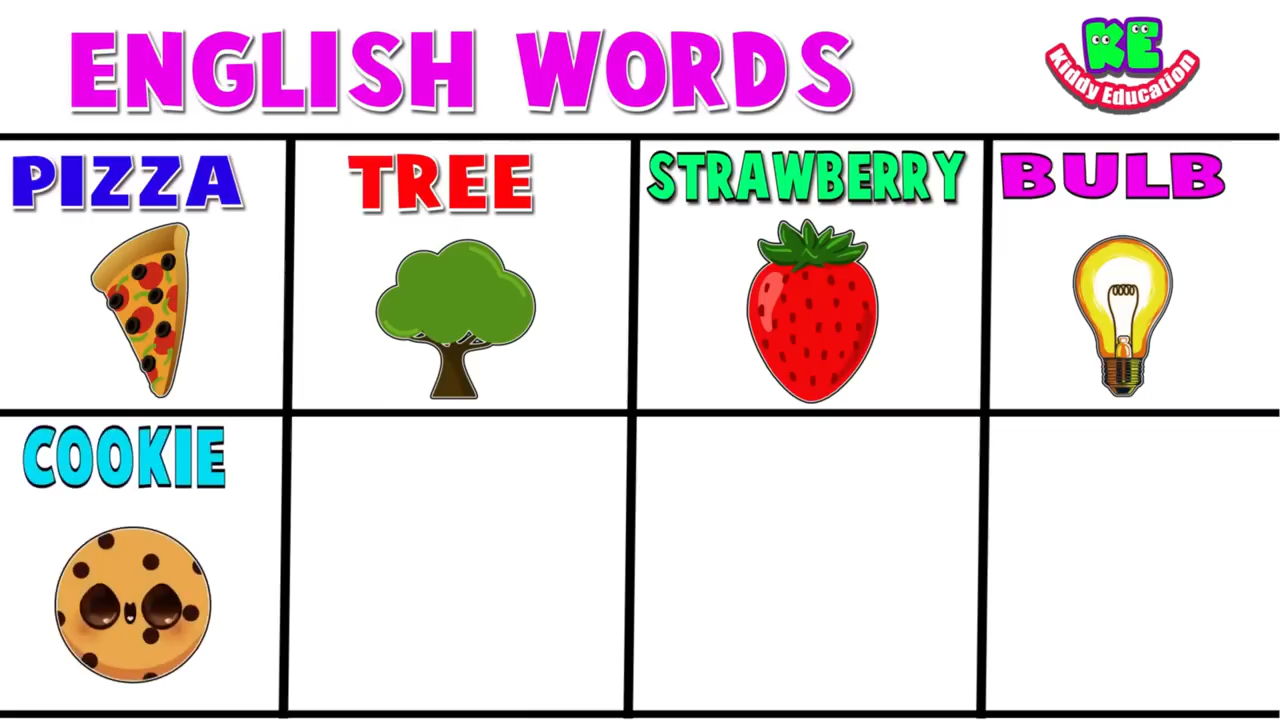 ENGLISH WORDS
KE
Kiddy Education
PIZZA
TREE
STRAWBERRY
BULB
COOKIE